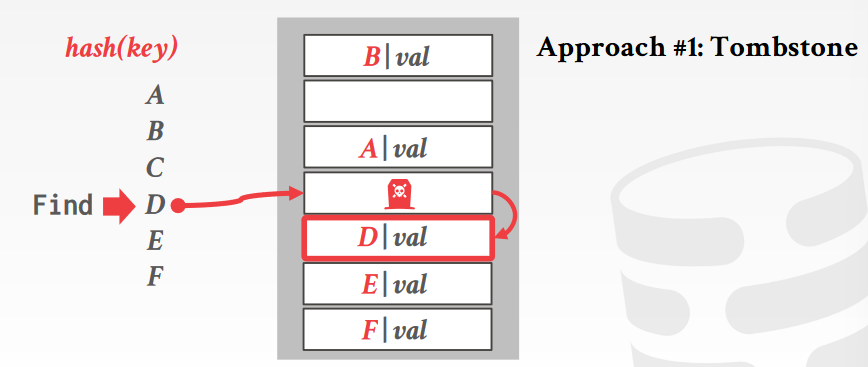 hash(key)
Approach #1: Tombstone
A
B
C
Find D
E
F
B|val
A|val
D|val
E|val
F|val